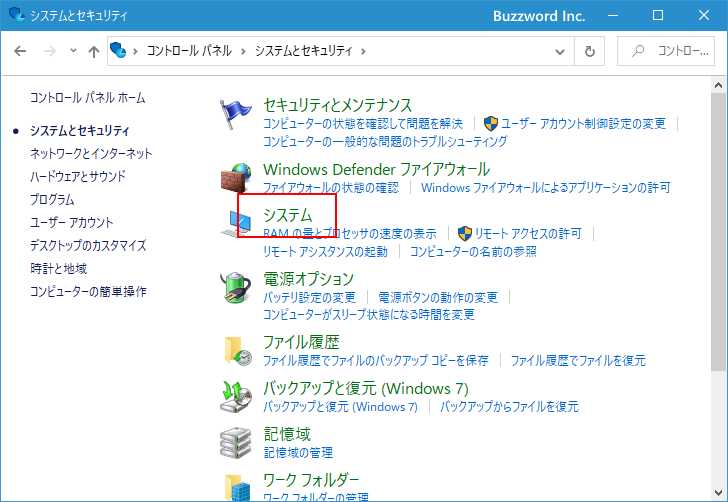 システムとセキュリティ
Buzzword Inc.
コントロール パネル > システムとセキュリティ >
コントロー...
コントロール パネル ホーム
システムとセキュリティ
ネットワークとインターネット
ハードウェアとサウンド
プログラム
ユーザー アカウント
デスクトップのカスタマイズ
時計と地域
コンピューターの簡単操作
セキュリティとメンテナンス
コンピューターの状態を確認して問題を解決 | ユーザー アカウント制御設定の変更 |
コンピューターの一般的な問題のトラブルシューティング
Windows Defender ファイアウォール
ファイアウォールの状態の確認 | Windows ファイアウォールによるアプリケーションの許可
システム
RAM の量とプロセッサの速度の表示 | リモート アクセスの許可 |
リモート アシスタンスの起動 | コンピューターの名前の参照
電源オプション
バッテリ設定の変更 | 電源ボタンの動作の変更 |
コンピューターがスリープ状態になる時間を変更
ファイル履歴
ファイル履歴でファイルのバックアップ コピーを保存 | ファイル履歴でファイルを復元
バックアップと復元 (Windows 7)
バックアップと復元 (Windows 7) | バックアップからファイルを復元
記憶域
記憶域の管理
ワーク フォルダー
ワーク フォルダーの管理